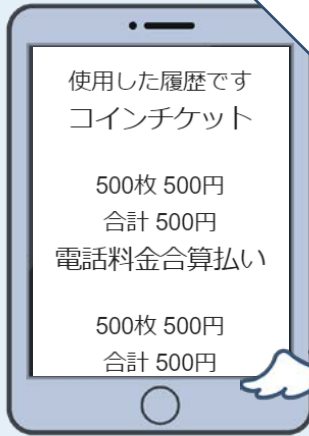 使用した履歴です
コインチケット
500枚 500円
合計 500円
電話料金合算払い
500枚 500円
合計 500円